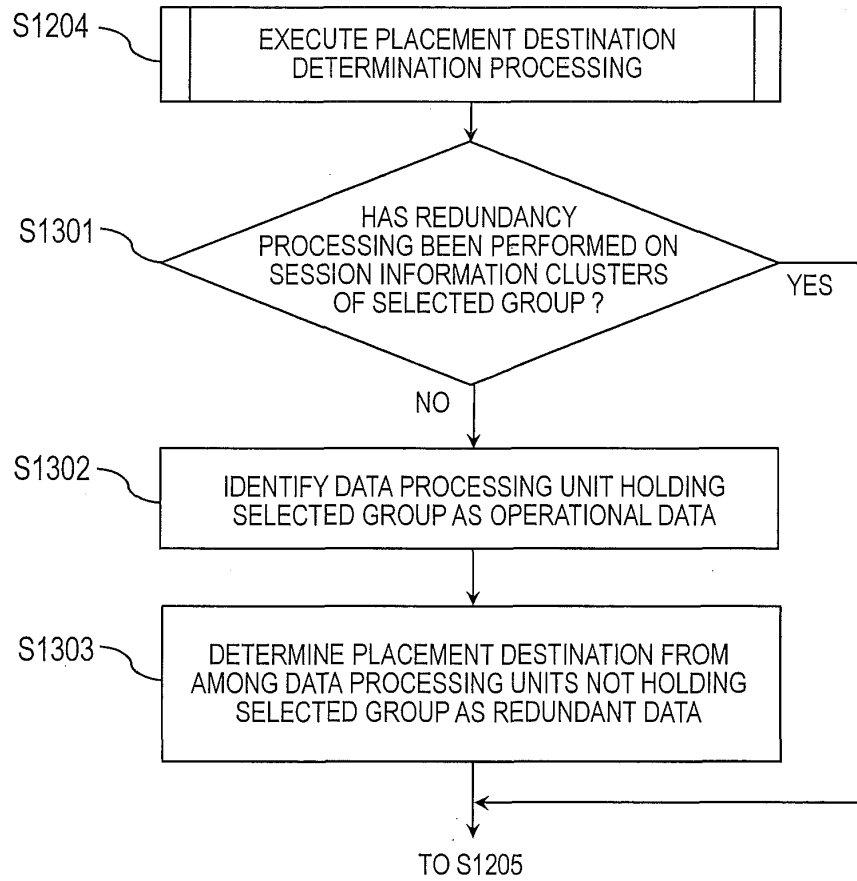 S1204
EXECUTE PLACEMENT DESTINATION
DETERMINATION PROCESSING
S1301
HAS REDUNDANCY
PROCESSING BEEN PERFORMED ON
SESSION INFORMATION CLUSTERS
OF SELECTED GROUP ?
YES
NO
S1302
IDENTIFY DATA PROCESSING UNIT HOLDING
SELECTED GROUP AS OPERATIONAL DATA
S1303
DETERMINE PLACEMENT DESTINATION FROM
AMONG DATA PROCESSING UNITS NOT HOLDING
SELECTED GROUP AS REDUNDANT DATA
TO S1205